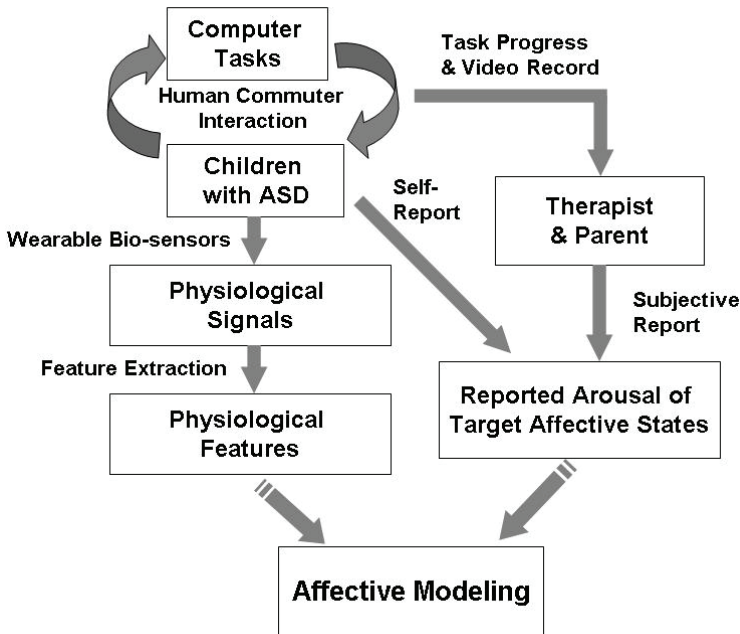 Computer
Tasks
Task Progress
& Video Record
Human Commuter
Interaction
Children
with ASD
Self-
Report
Therapist
& Parent
Wearable Bio-sensors
Physiological
Signals
Subjective
Report
Feature Extraction
Reported Arousal of
Target Affective States
Physiological
Features
Affective Modeling